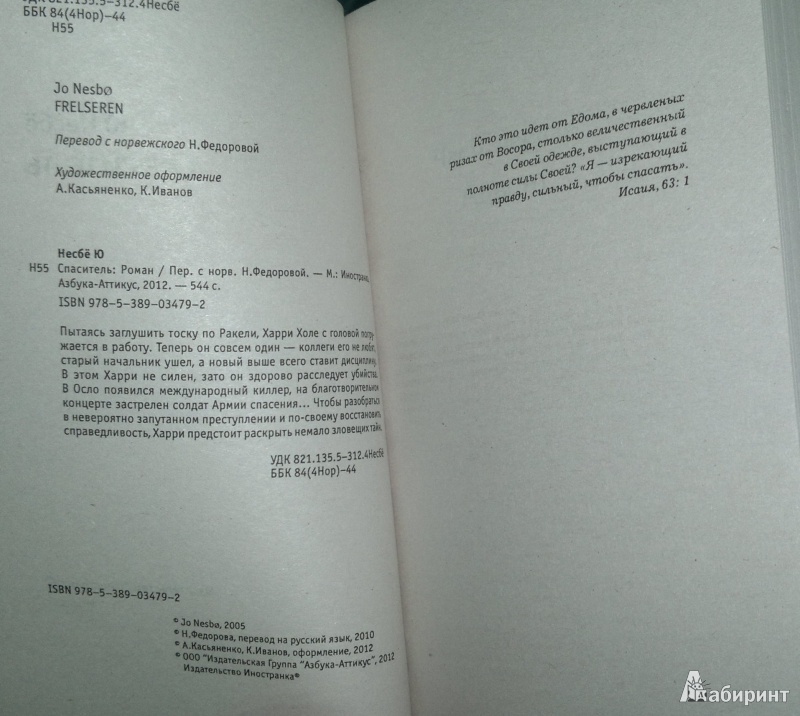 УДК 821.135.5–312.4Несбё
ББК 84(4Нор)–44
Н55
Jo Nesbø
FRELSEREN
Перевод с норвежского Н.Федоровой
Художественное оформление
А.Касьяненко, К.Иванов
Несбё Ю
Н55 Спаситель: Роман / Пер. с норв. Н.Федоровой. — М.: Иностранка,
Азбука-Аттикус, 2012. — 544 с.
ISBN 978–5–389–03479–2
Пытаясь заглушить тоску по Ракели, Харри Холе с головой погру-
жается в работу. Теперь он совсем один — коллеги его не любят,
старый начальник ушел, а новый выше всего ставит дисциплину.
В этом Харри не силен, зато он здорово расследует убийства.
В Осло появился международный киллер, на благотворительном
концерте застрелен солдат Армии спасения... Чтобы разобраться
в невероятно запутанном преступлении и по-своему восстановить
справедливость, Харри предстоит раскрыть немало зловещих тайн.
УДК 821.135.5–312.4Несбё
ББК 84(4Нор)–44
ISBN 978–5–389–03479–2
© Jo Nesbø, 2005
© Н.Федорова, перевод на русский язык, 2010
© А.Касьяненко, К.Иванов, оформление, 2012
© ООО "Издательская Группа "Азбука-Аттикус", 2012
Издательство Иностранка®
Кто это идет от Едома, в червленых
ризах от Восора, столько величественный
в Своей одежде, выступающий в
полноте силы Своей? «Я — изрекающий
правду, сильный, чтобы спасать».
Исаия, 63: 1
Лабиринт